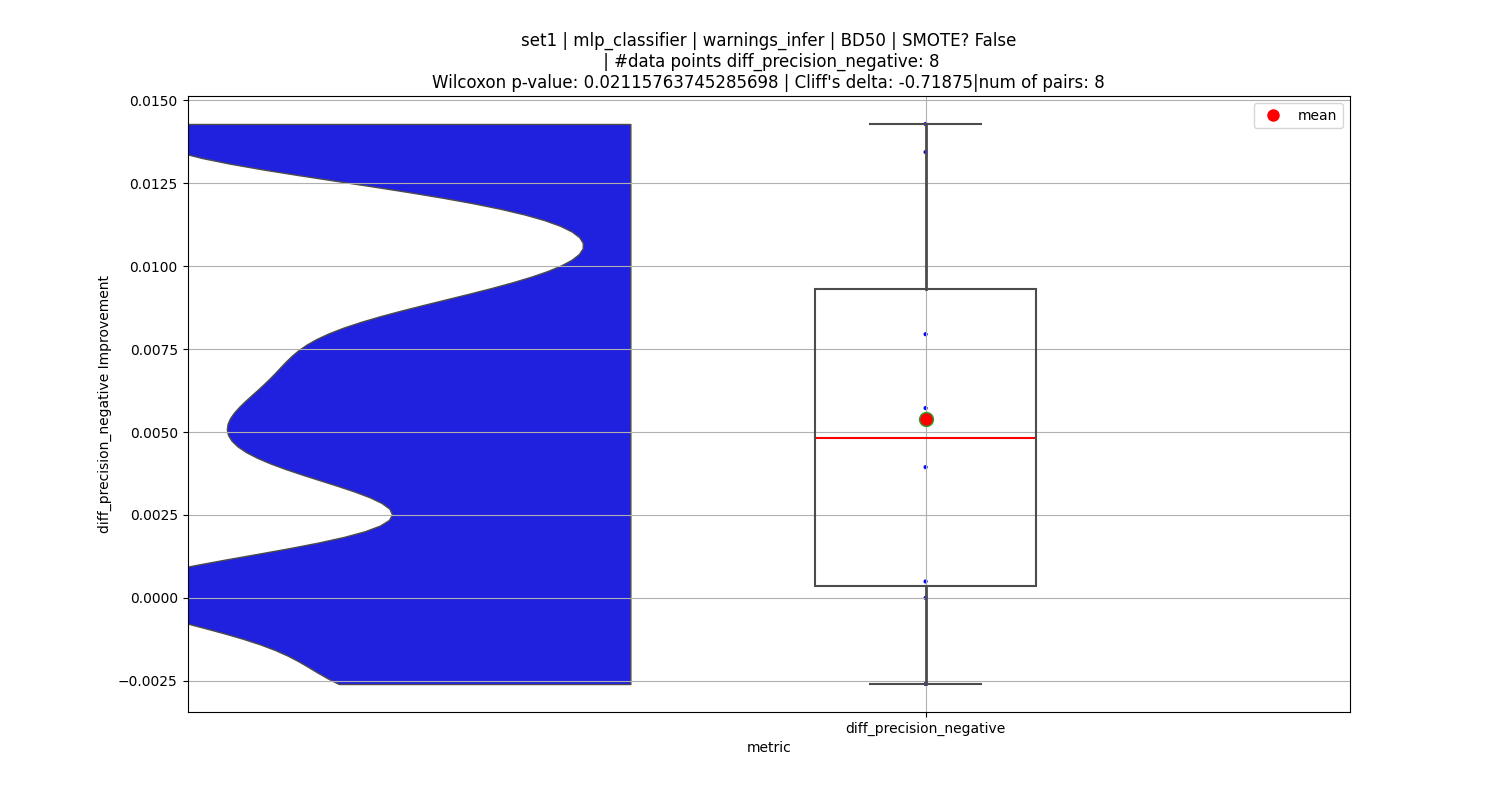 set1 | mlp_classifier | warnings_infer | BD50 | SMOTE? False
| #data points diff_precision_negative: 8
Wilcoxon p-value: 0.02115763745285698 | Cliff's delta: -0.71875|num of pairs: 8
mean
diff_precision_negative Improvement
0.0150
0.0125
0.0100
0.0075
0.0050
0.0025
0.0000
−0.0025
diff_precision_negative
metric